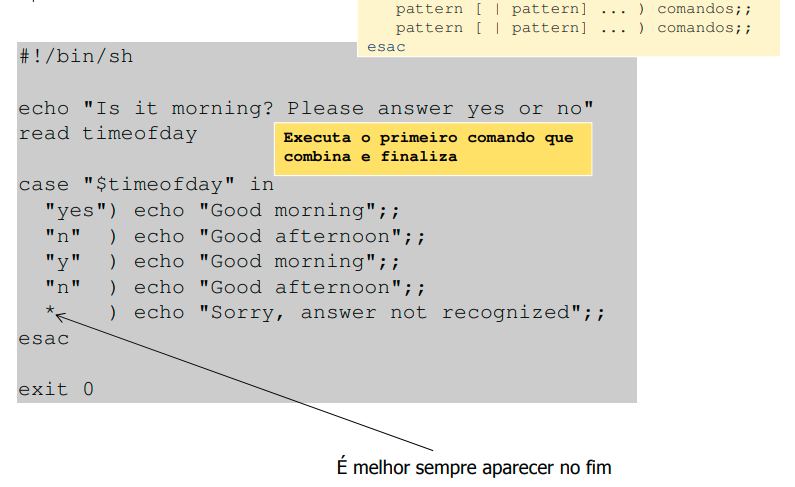 pattern [ | pattern] ... ) comandos;;
pattern [ | pattern] ... ) comandos;;
esac
#!/bin/sh
echo "Is it morning? Please answer yes or no"
read timeofday
Executa o primeiro comando que
combina e finaliza
case "$timeofday" in
"yes") echo "Good morning";;
"n" ) echo "Good afternoon";;
"y" ) echo "Good morning";;
"n" ) echo "Good afternoon";;
* ) echo "Sorry, answer not recognized";;
esac
exit 0
É melhor sempre aparecer no fim